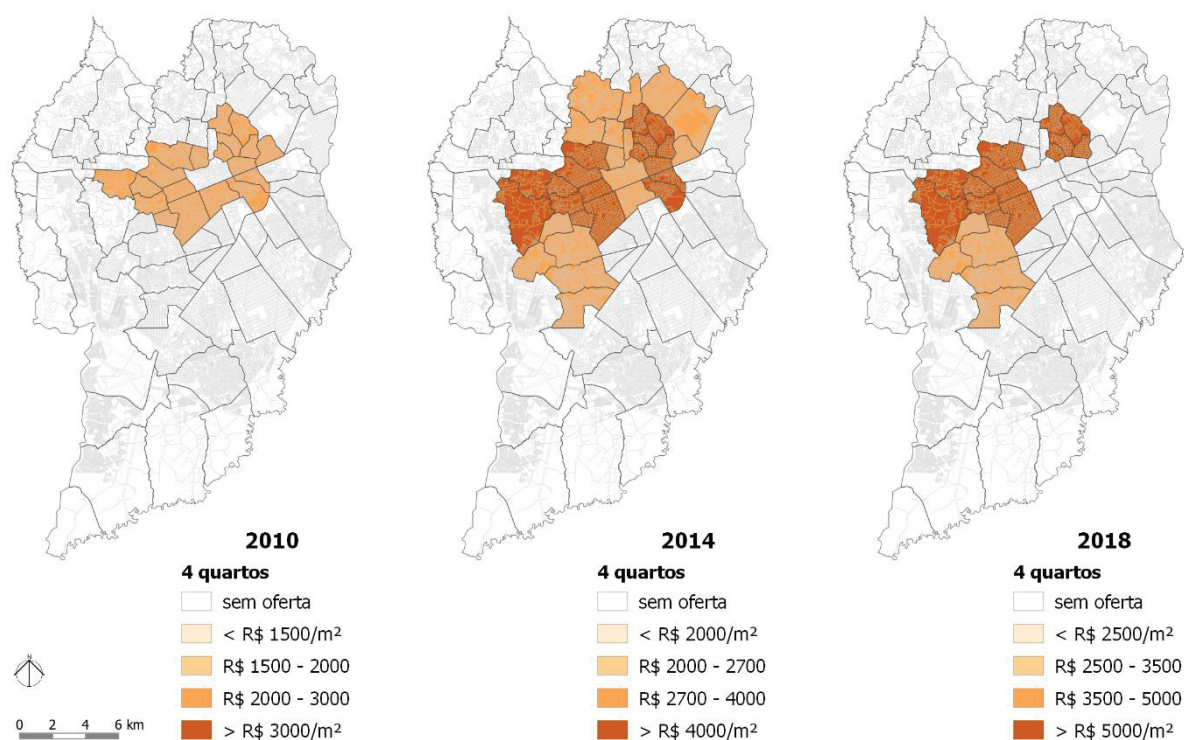 2010
4 quartos
sem oferta
< R$ 1500/m²
R$ 1500 - 2000
R$ 2000 - 3000
> R$ 3000/m²
2014
4 quartos
sem oferta
< R$ 2000/m²
R$ 2000 - 2700
R$ 2700 - 4000
> R$ 4000/m²
2018
4 quartos
sem oferta
< R$ 2500/m²
R$ 2500 - 3500
R$ 3500 - 5000
> R$ 5000/m²
N
0 2 4 6 km